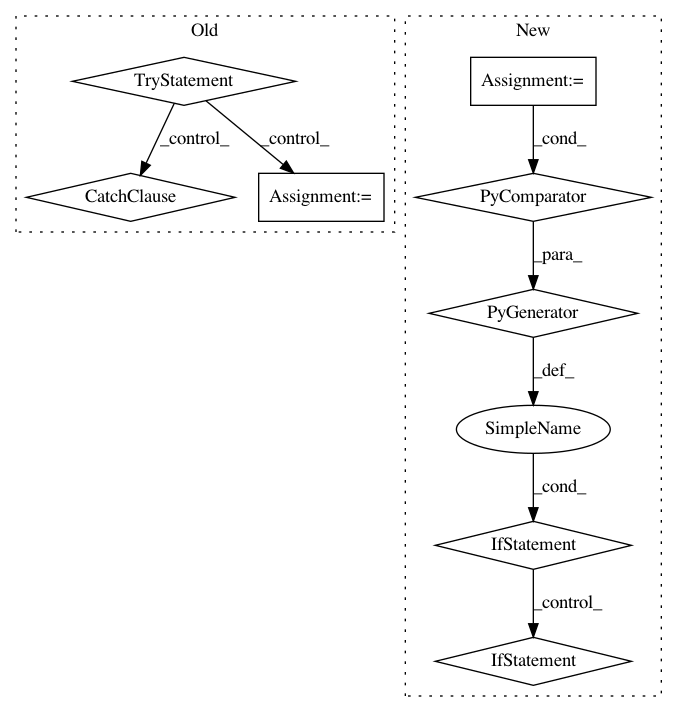 Old
New
TryStatement
Assignment:=
_control_
_control_
_cond_
CatchClause
Assignment:=
PyComparator
_para_
PyGenerator
_def_
SimpleName
_cond_
IfStatement
_control_
IfStatement